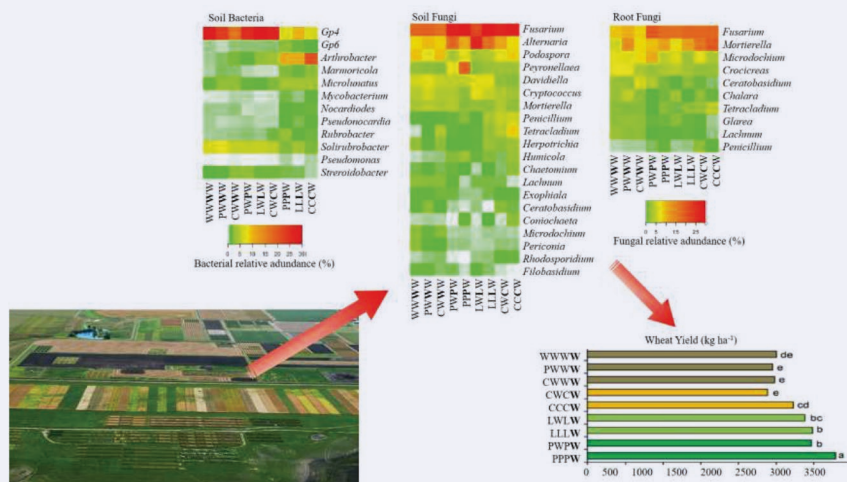 Soil Bacteria
Gp4
Gp6
Arthrobacter
Marmoricola
Microlunatus
Mycobacterium
Nocardiodes
Pseudonocardia
Rubrobacter
Solirubrobacter
Pseudomonas
Streroidobacter
WWWW
PWWW
CWWW
PWPW
LWLW
CWCW
PPPW
LLLW
CCCW
0 5 10 15 20 25 30
Bacterial relative adundance (%)
Soil Fungi
Fusarium
Alternaria
Podospora
Peyronellaea
Davidiella
Cryptococcus
Mortierella
Penicillium
Tetracladium
Herpotrichia
Humicola
Chaetomium
Lachnum
Exophiala
Ceratobasidium
Coniochaeta
Microdochium
Periconia
Rhodosporidium
Filobasidium
WWWW
PWWW
CWWW
PWPW
PPPW
LWLW
LLLW
CWCW
CCCW
Root Fungi
Fusarium
Mortierella
Microdochium
Crocicreas
Ceratobasidium
Chalara
Tetracladium
Glarea
Lachnum
Penicillium
WWWW
PWWW
CWWW
PWPW
PPPW
LWLW
LLLW
CWCW
CCCW
0 5 15 25
Fungal relative adundance (%)
Wheat Yield (kg ha⁻¹)
WWWW de
PWWW e
CWWW e
CWCW e
CCCW cd
LWLW bc
LLLW b
PWPW b
PPPW a
0 500 1000 1500 2000 2500 3000 3500